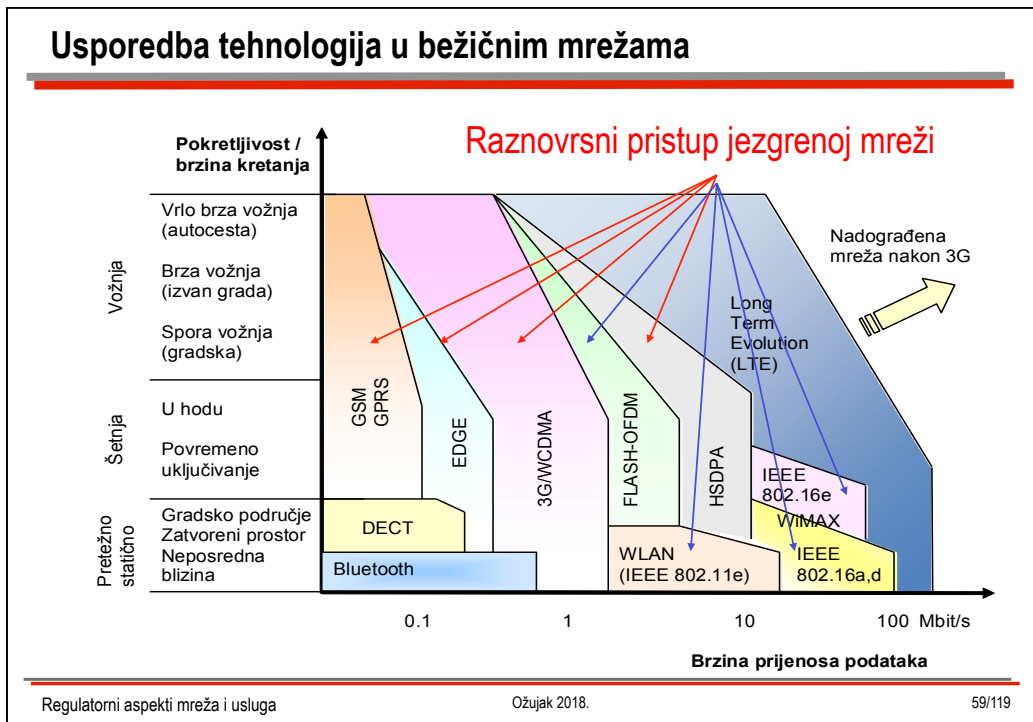 Usporedba tehnologija u bežičnim mrežama
Raznovrsni pristup jezgrenoj mreži
Pokretljivost /
brzina kretanja
Vožnja
Vrlo brza vožnja
(autocesta)
Brza vožnja
(izvan grada)
Spora vožnja
(gradska)
Šetnja
U hodu
Povremeno
uključivanje
Pretežno
statično
Gradsko područje
Zatvoreni prostor
Neposredna
blizina
Nadograđena
mreža nakon 3G
Long
Term
Evolution
(LTE)
GSM
GPRS
EDGE
3G/WCDMA
FLASH-OFDM
HSDPA
IEEE
802.16e
WiMAX
IEEE
802.16a,d
WLAN
(IEEE 802.11e)
DECT
Bluetooth
0.1 1 10 100 Mbit/s
Brzina prijenosa podataka
Regulatorni aspekti mreža i usluga Ožujak 2018. 59/119